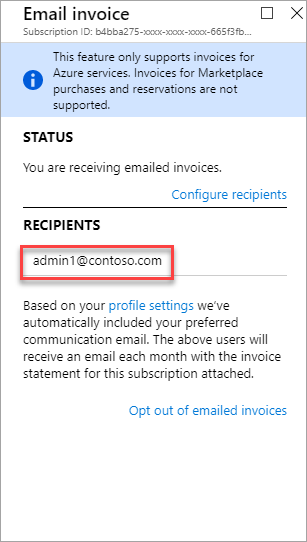 Email invoice
Subscription ID: b4bba275-xxxx-xxxx-xxxx-665f3fb...
This feature only supports invoices for
Azure services. Invoices for Marketplace
purchases and reservations are not
supported.
STATUS
You are receiving emailed invoices.
Configure recipients
RECIPIENTS
admin1@contoso.com
Based on your profile settings we've
automatically included your preferred
communication email. The above users will
receive an email each month with the invoice
statement for this subscription attached.
Opt out of emailed invoices